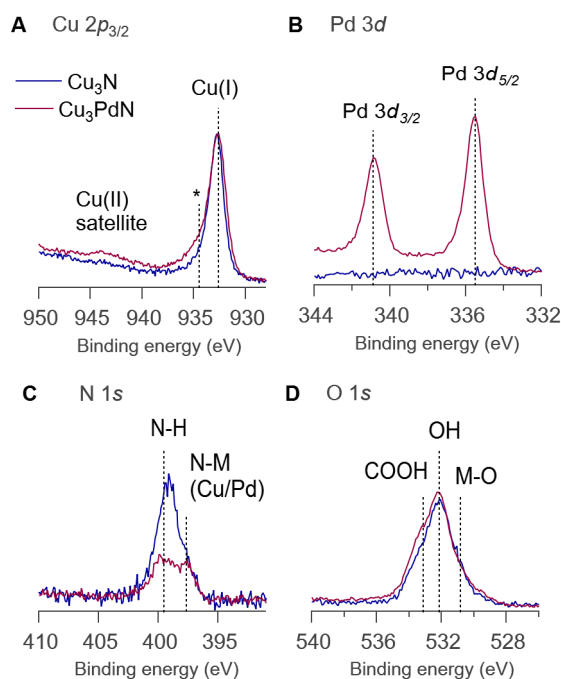 A Cu 2p3/2
Cu3N
Cu3PdN
Cu(I)
*
Cu(II)
satellite
950 945 940 935 930
Binding energy (eV)
B Pd 3d
Pd 3d5/2
Pd 3d3/2
344 340 336 332
Binding energy (eV)
C N 1s
N-H
N-M
(Cu/Pd)
410 405 400 395
Binding energy (eV)
D O 1s
OH
COOH
M-O
540 536 532 528
Binding energy (eV)